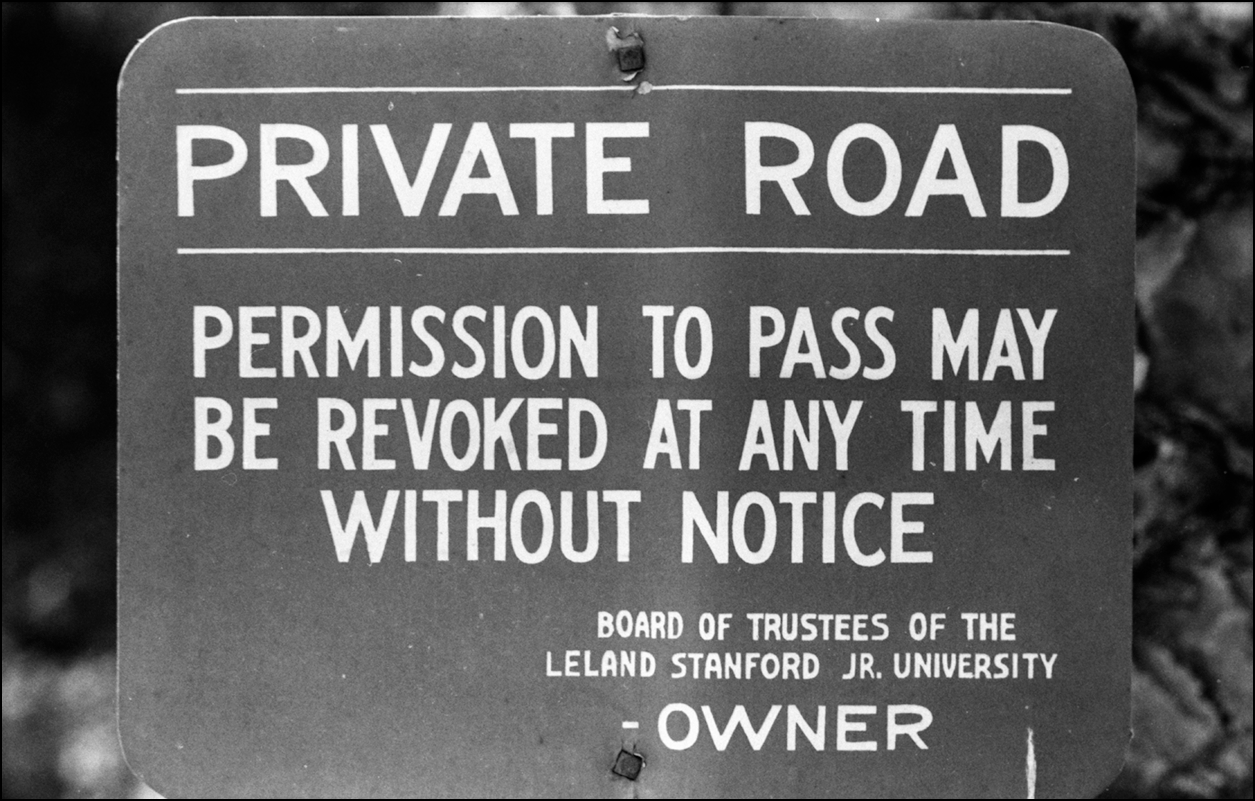 PRIVATE ROAD
PERMISSION TO PASS MAY
BE REVOKED AT ANY TIME
WITHOUT NOTICE
BOARD OF TRUSTEES OF THE
LELAND STANFORD JR. UNIVERSITY
- OWNER